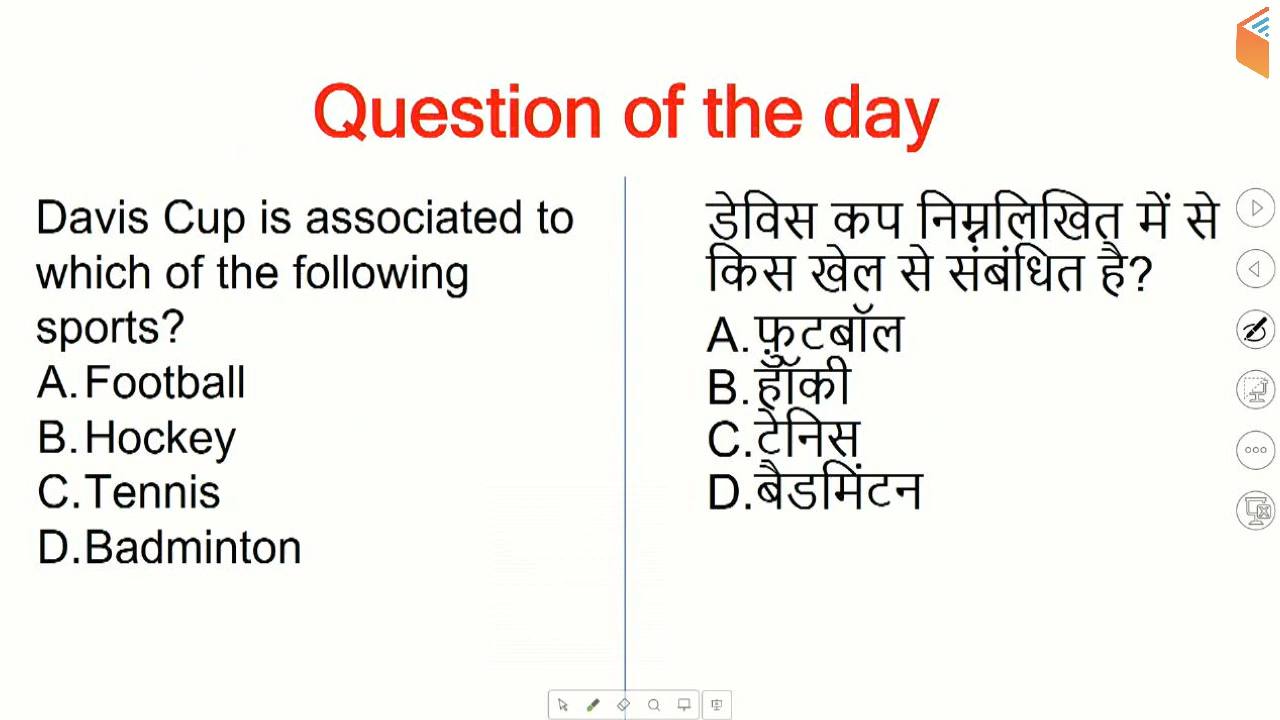 Question of the day
Davis Cup is associated to
which of the following
sports?
A.Football
B.Hockey
C.Tennis
D.Badminton
डेविस कप निम्नलिखित में से
किस खेल से संबंधित है?
A.फ़ुटबॉल
B.हॉकी
C.टेनिस
D.बैडमिंटन